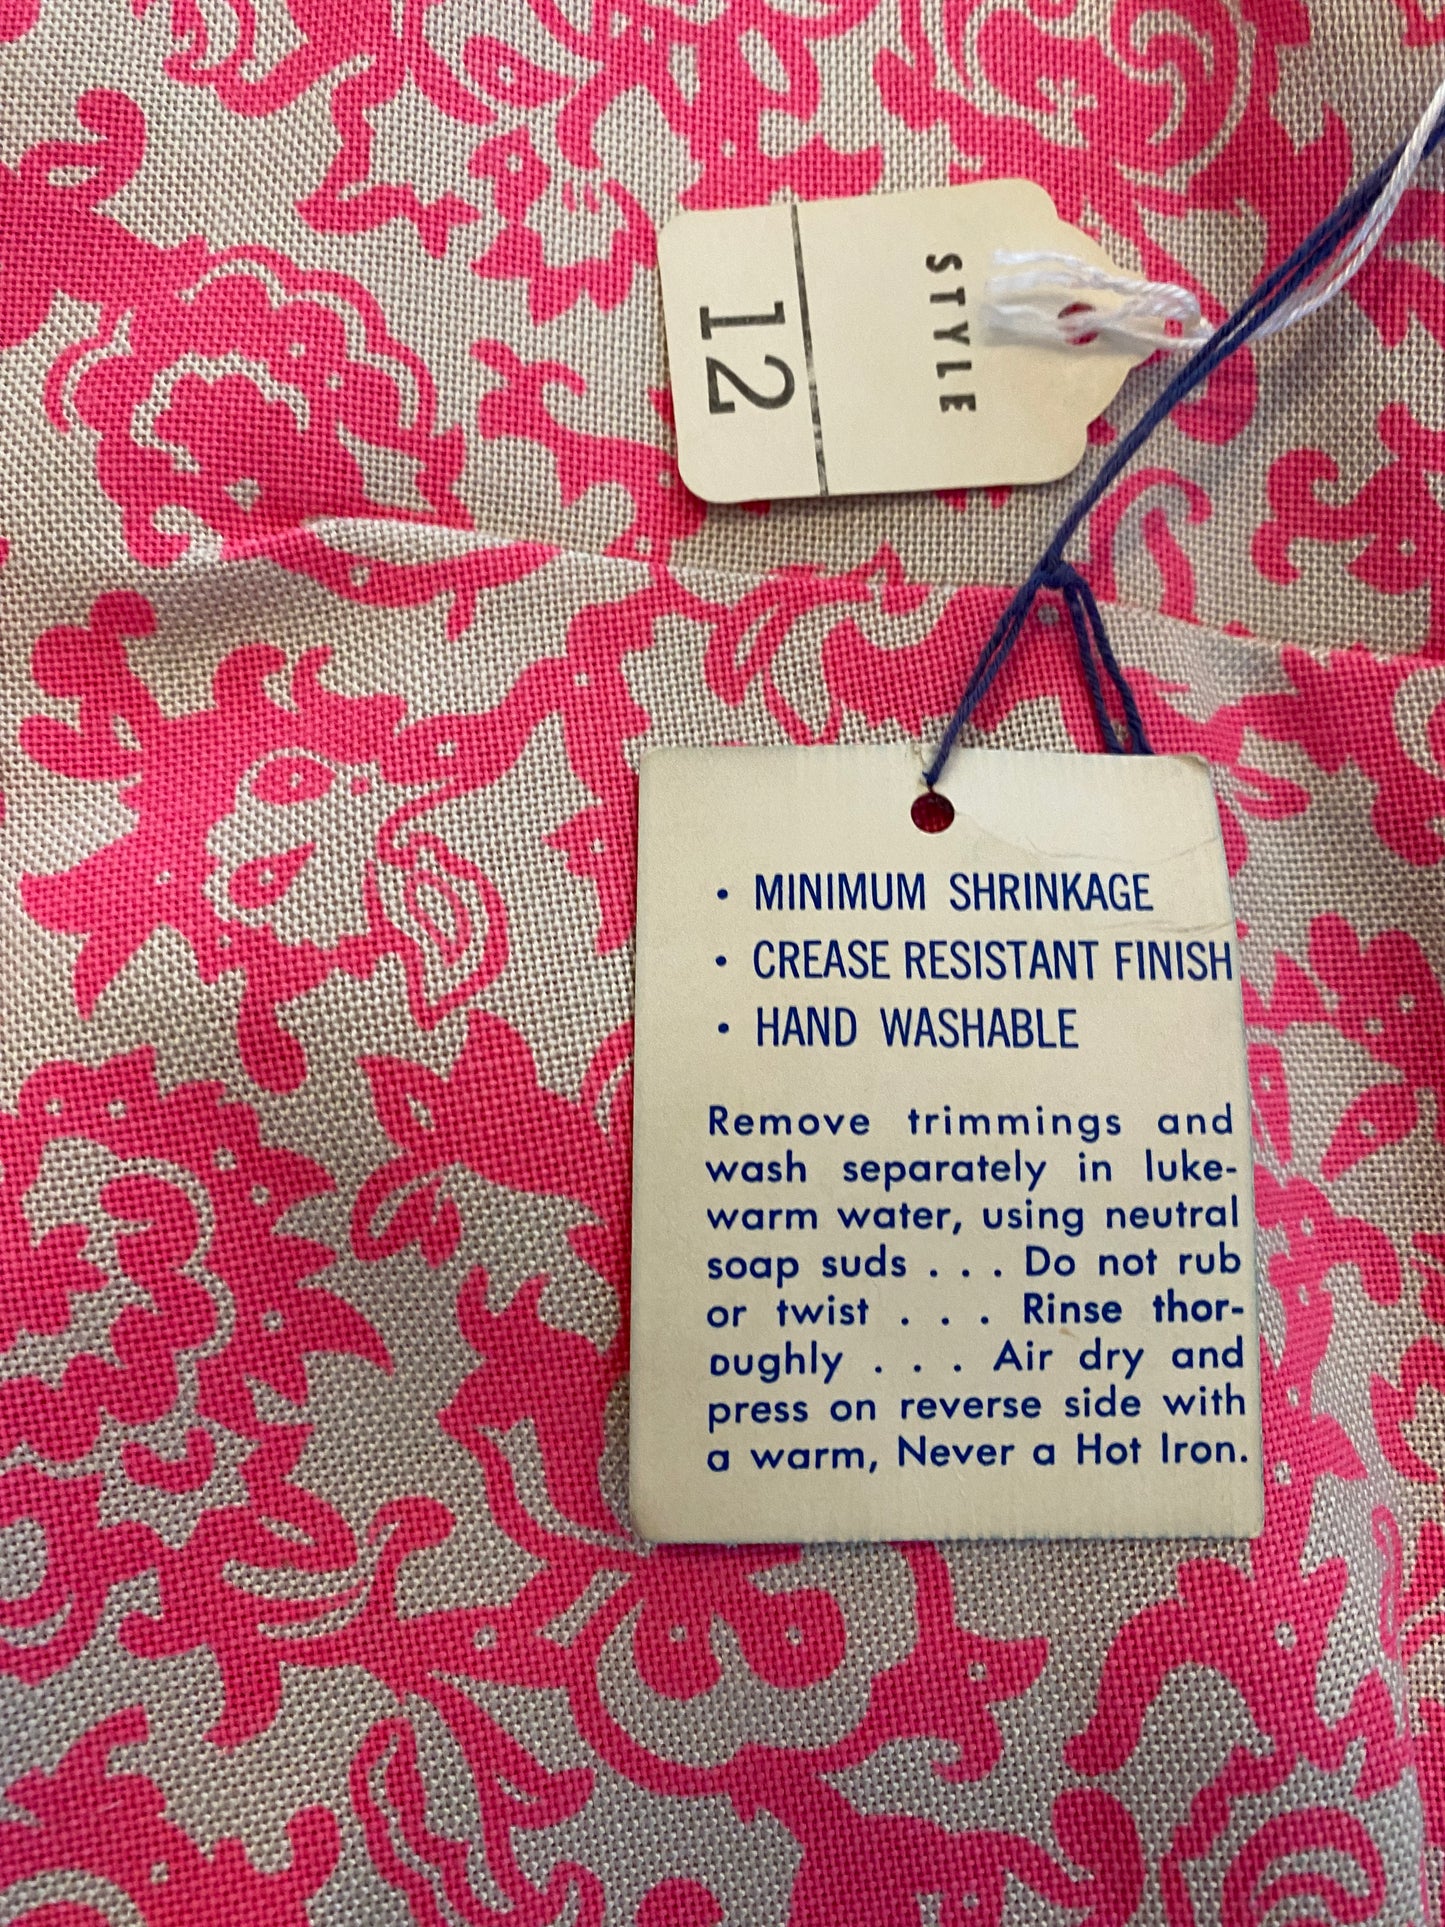 STYLE
12
• MINIMUM SHRINKAGE
• CREASE RESISTANT FINISH
• HAND WASHABLE
Remove trimmings and
wash separately in luke-
warm water, using neutral
soap suds . . . Do not rub
or twist . . . Rinse thor-
oughly . . . Air dry and
press on reverse side with
a warm, Never a Hot Iron.